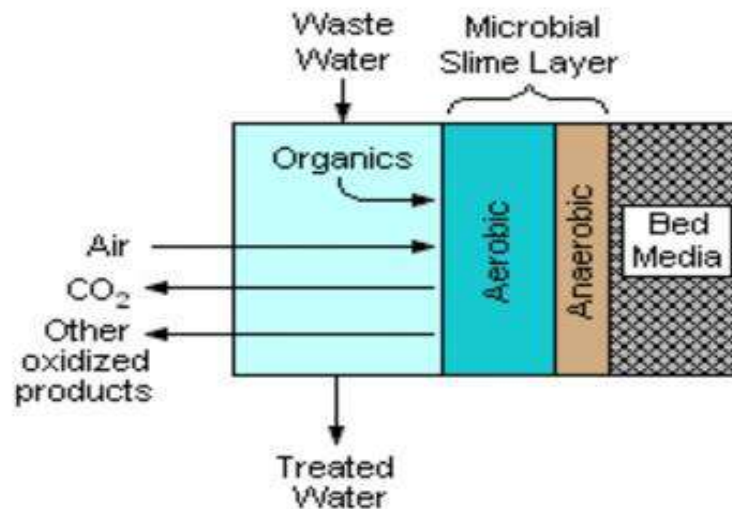 Waste
Water
Microbial
Slime Layer
Organics
Air
CO₂
Other
oxidized
products
Aerobic
Anaerobic
Bed
Media
Treated
Water